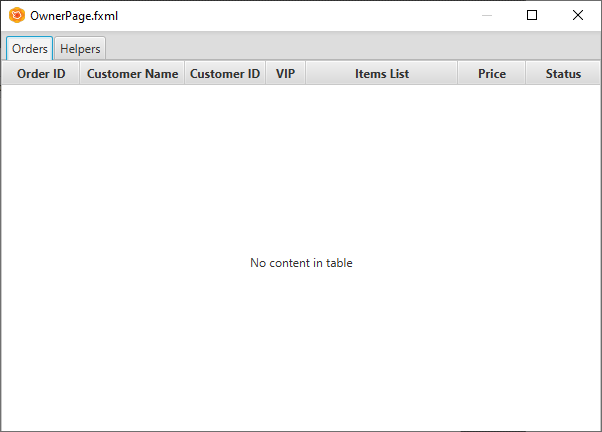 OwnerPage.fxml
Orders Helpers
Order ID Customer Name Customer ID VIP Items List Price Status
No content in table